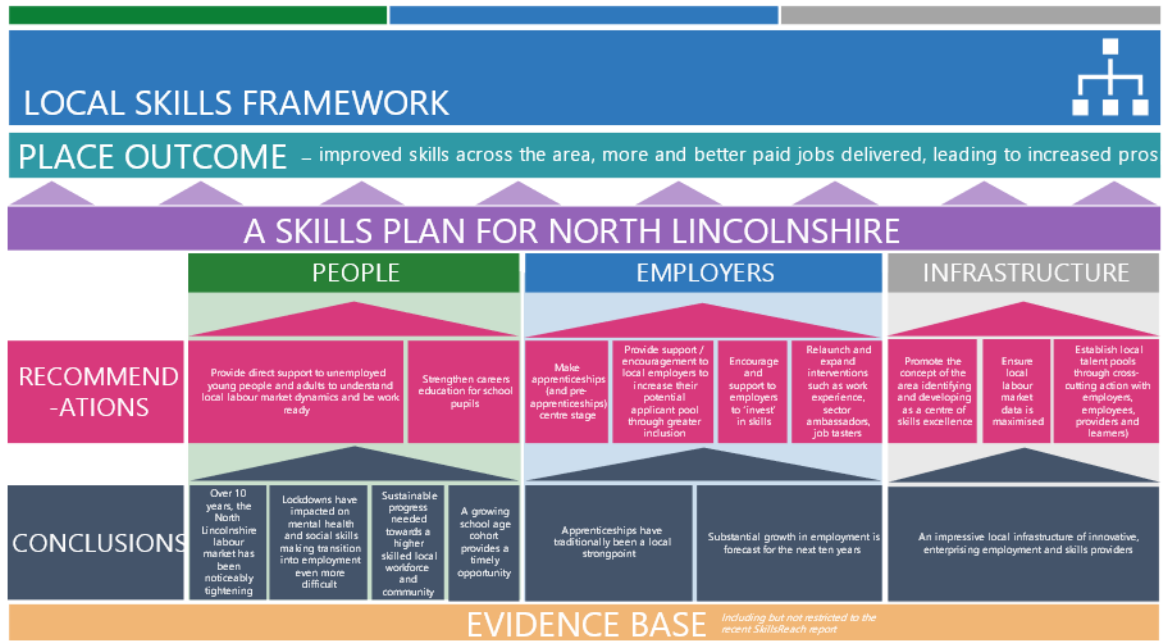 LOCAL SKILLS FRAMEWORK
PLACE OUTCOME – improved skills across the area, more and better paid jobs delivered, leading to increased pros
A SKILLS PLAN FOR NORTH LINCOLNSHIRE
PEOPLE
EMPLOYERS
INFRASTRUCTURE
RECOMMEND
-ATIONS
Provide direct support to unemployed
young people and adults to understand
local labour market dynamics and be work
ready
Strengthen careers
education for school
pupils
Make
apprenticeships
(and pre-
apprenticeships)
centre stage
Provide support /
encouragement to
local employers to
increase their
potential
applicant pool
through greater
inclusion
Encourage
and
support to
employers
to 'invest'
in skills
Relaunch and
expand
interventions
such as work
experience,
sector
ambassadors,
job tasters
Promote the
concept of the
area identifying
and developing
as a centre of
skills excellence
Ensure
local
labour
market
data is
maximised
Establish local
talent pools
through cross-
cutting action with
employers,
employees,
providers and
learners)
CONCLUSIONS
Over 10
years, the
North
Lincolnshire
labour
market has
been
noticeably
tightening
Lockdowns have
impacted on
mental health
and social skills
making transition
into employment
even more
difficult
Sustainable
progress
needed
towards a
higher
skilled local
workforce
and
community
A growing
school age
cohort
provides a
timely
opportunity
Apprenticeships have
traditionally been a local
strongpoint
Substantial growth in employment is
forecast for the next ten years
An impressive local infrastructure of innovative,
enterprising employment and skills providers
EVIDENCE BASE
Including but not restricted to the
recent SkillsReach report